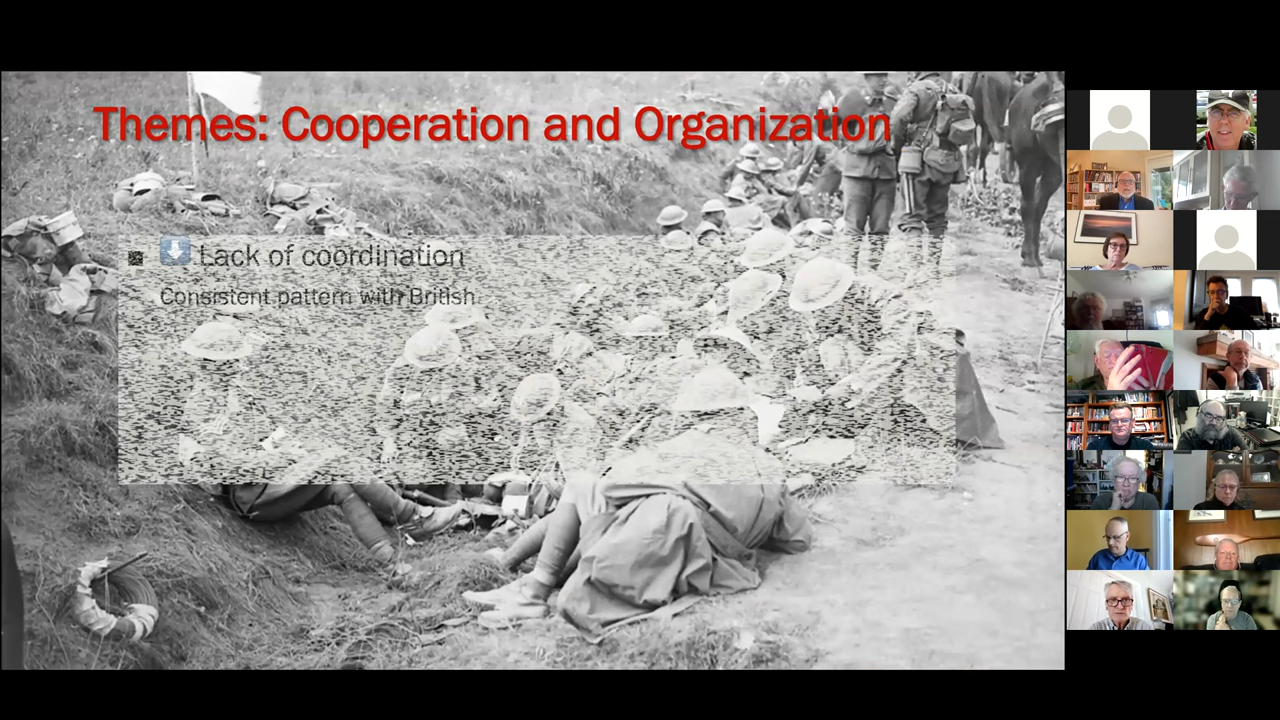 Themes: Cooperation and Organization
Lack of coordination
Consistent pattern with British